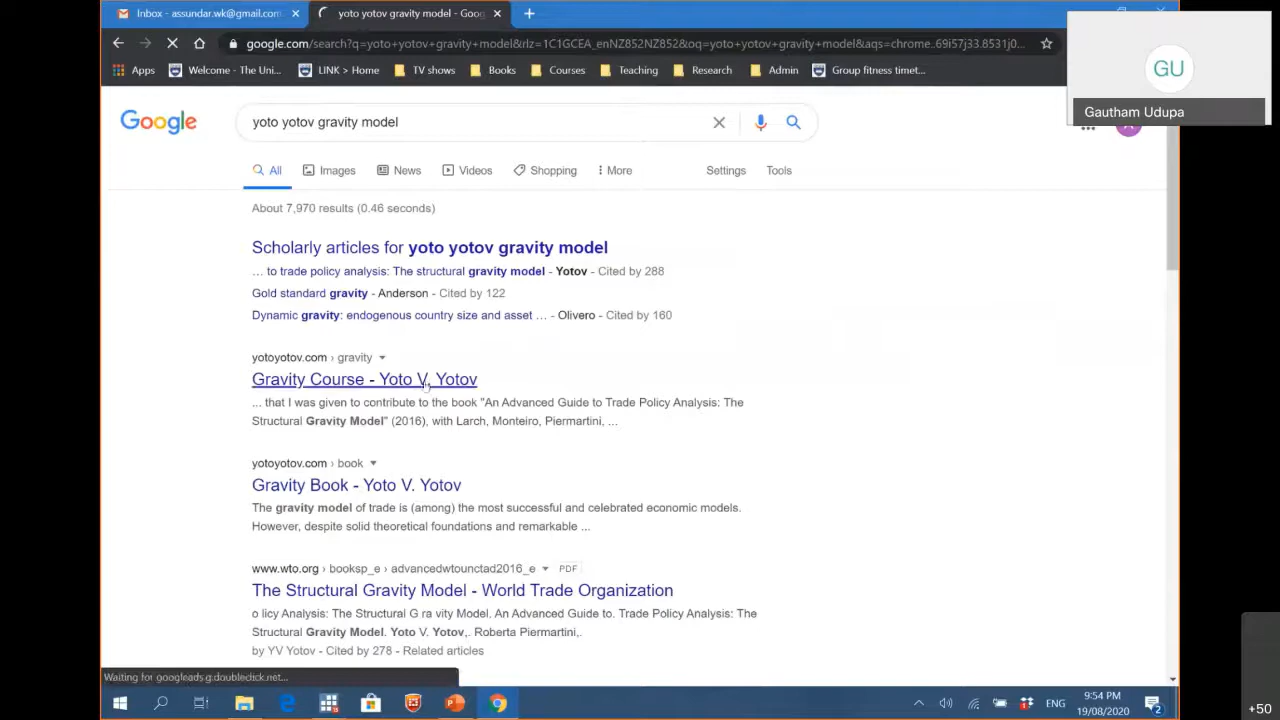 Inbox - assundar.wk@gmail.com
yoto yotov gravity model - Goog
google.com/search?q=yoto+yotov+gravity+model&rlz=1C1GCEA_enNZ852NZ852&oq=yoto+yotov+gravity+model&aqs=chrome..69i57j33.8531j0...
Apps
Welcome - The Uni...
LINK > Home
TV shows
Books
Courses
Teaching
Research
Admin
Group fitness timet...
GU
Gautham Udupa
Google
yoto yotov gravity model
All
Images
News
Videos
Shopping
More
Settings
Tools
About 7,970 results (0.46 seconds)
Scholarly articles for yoto yotov gravity model
... to trade policy analysis: The structural gravity model - Yotov - Cited by 288
Gold standard gravity - Anderson - Cited by 122
Dynamic gravity: endogenous country size and asset ... - Olivero - Cited by 160
yotoyotov.com › gravity
Gravity Course - Yoto V. Yotov
... that I was given to contribute to the book "An Advanced Guide to Trade Policy Analysis: The
Structural Gravity Model" (2016), with Larch, Monteiro, Piermartini, ...
yotoyotov.com › book
Gravity Book - Yoto V. Yotov
The gravity model of trade is (among) the most successful and celebrated economic models.
However, despite solid theoretical foundations and remarkable ...
www.wto.org › booksp_e › advancedwtounctad2016_e PDF
The Structural Gravity Model - World Trade Organization
o licy Analysis: The Structural G ra vity Model. An Advanced Guide to. Trade Policy Analysis: The
Structural Gravity Model. Yoto V. Yotov,. Roberta Piermartini,.
by YV Yotov - Cited by 278 - Related articles
Waiting for googleads.g.doubleclick.net...
ENG
9:54 PM
19/08/2020
2
+50